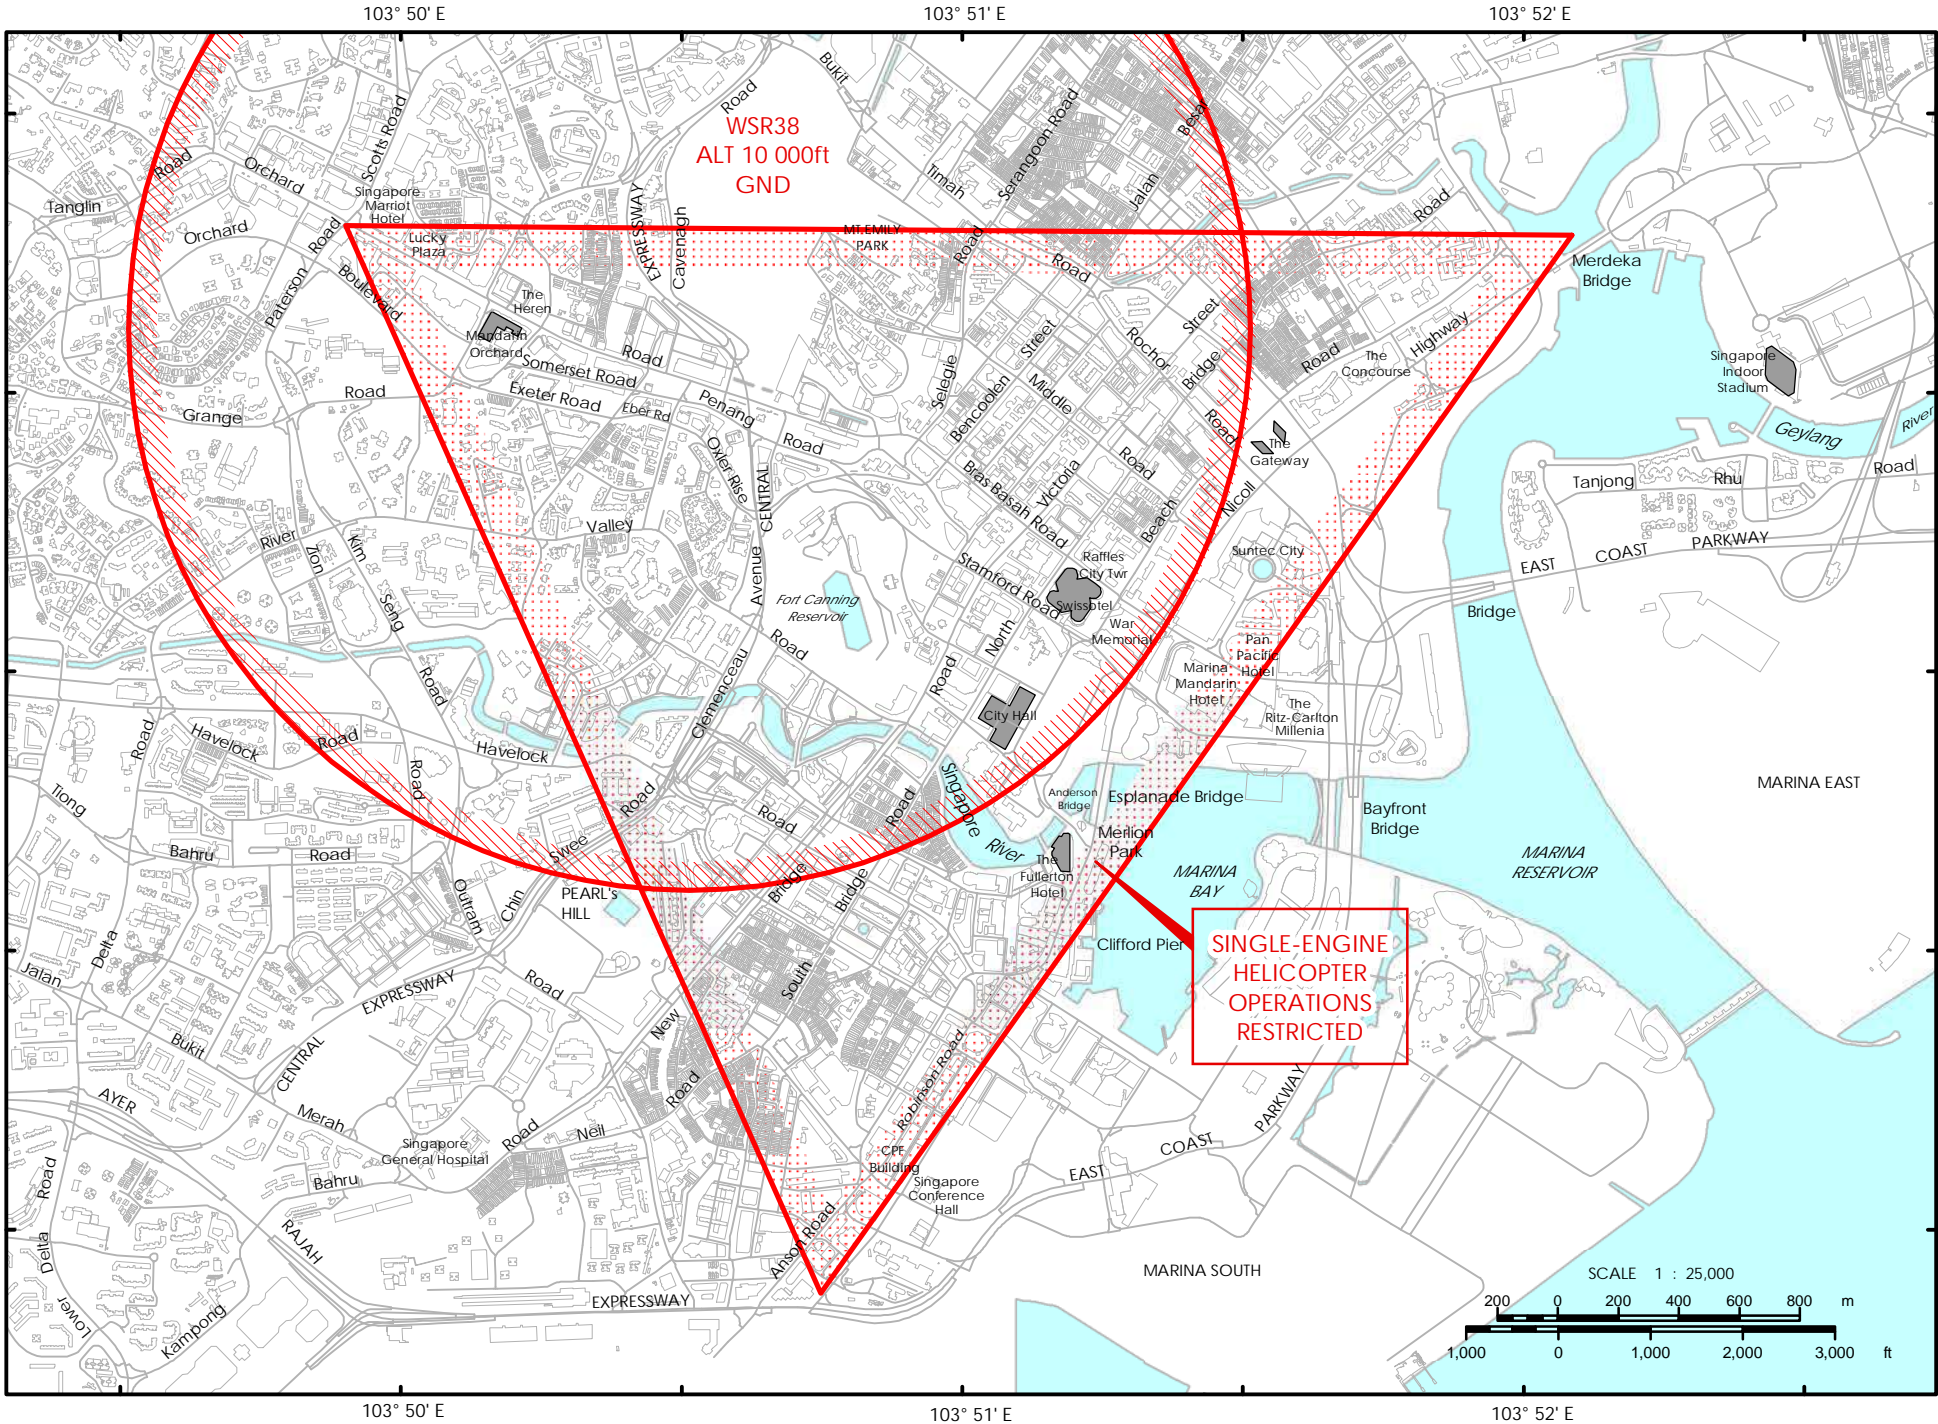 103° 50' E
103° 51' E
103° 52' E
Bukit
Road
WSR38
ALT 10 000ft
GND
Serangoon Road
Besar
Scotts Road
Road
Orchard
Singapore
Marriot
Hotel
Timah
Jalan
Road
Tanglin
Orchard
Road
Lucky
Plaza
EXPRESSWAY
Cavenagh
MT.EMILY
PARK
Road
Road
Merdeka
Bridge
Paterson
Boulevard
The
Heren
Mandarin
Orchard
Road
Somerset Road
Exeter Road
Eber Rd
Penang
Road
Selegie
Street
Bencoolen
Middle
Rochor
Street
Bridge
Road
Road
The
Concourse
Highway
Singapore
Indoor
Stadium
Grange
Road
Oxler Rise
CENTRAL
Bras Basah Road
Victoria
Road
Beach
The
Gateway
Nicoll
Geylang
River
Tanjong
Rhu
Road
River
Valley
Zion
Kim
Seng
Road
Avenue
Fort Canning
Reservoir
Stamford Road
Raffles
City Twr
Swissotel
War
Memorial
Suntec City
EAST
COAST
PARKWAY
Bridge
North
Road
Road
Clemenceau
Pan
Pacific
Hotel
Marina
Mandarin
Hotel
The
Ritz-Carlton
Millenia
City Hall
Road
Havelock
Road
Road
Havelock
Singapore
River
Anderson
Bridge
Esplanade Bridge
Merlion
Park
Bayfront
Bridge
MARINA EAST
Tiong
Bahru
Road
Road
Swee
Chin
Road
Road
Bridge
Bridge
The
Fullerton
Hotel
MARINA
BAY
MARINA
RESERVOIR
PEARL's
HILL
Outram
Delta
Jalan
Clifford Pier
SINGLE-ENGINE
HELICOPTER
OPERATIONS
RESTRICTED
EXPRESSWAY
Road
New
South
Bukit
CENTRAL
Road
Robinson Road
AYER
Merah
Road
Neil
Singapore
General Hospital
Bahru
CPF
Building
Singapore
Conference
Hall
EAST
COAST
PARKWAY
Road
Delta
RAJAH
Lower
Kampong
Anson Road
EXPRESSWAY
MARINA SOUTH
SCALE 1 : 25,000
200 0 200 400 600 800 m
1,000 0 1,000 2,000 3,000 ft
103° 50' E
103° 51' E
103° 52' E